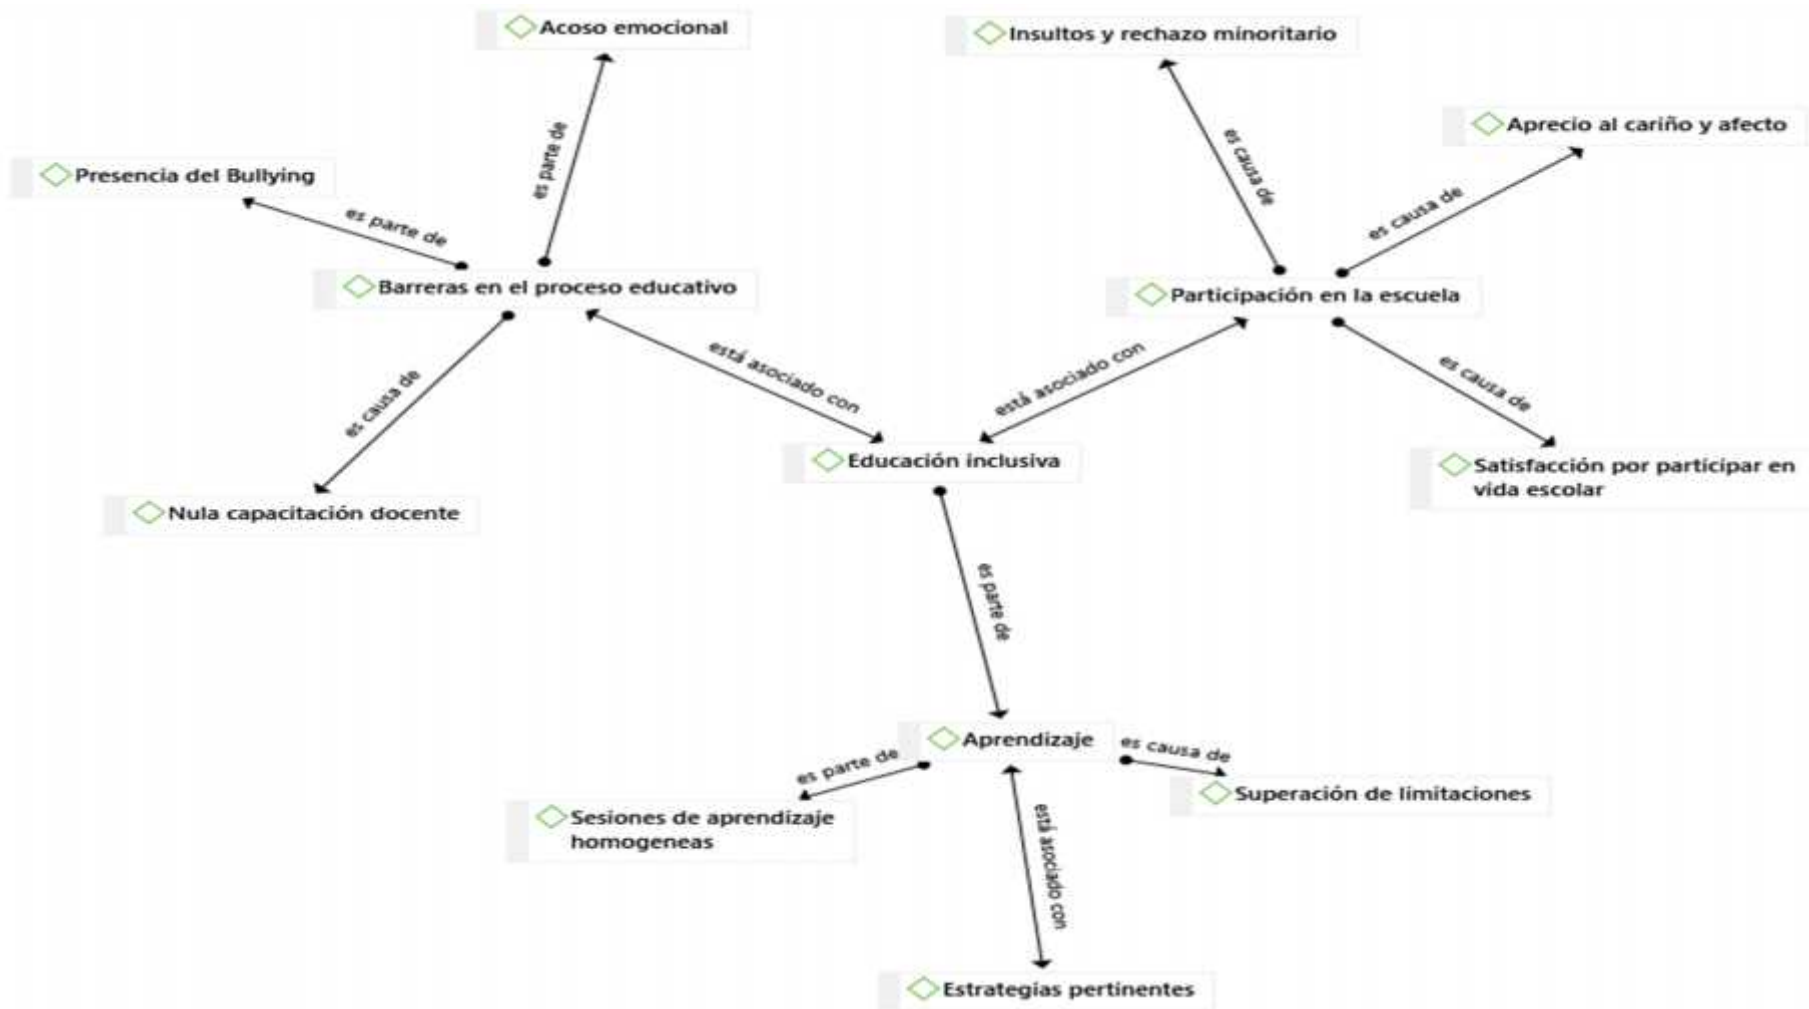 Acoso emocional
Insultos y rechazo minoritario
Aprecio al cariño y afecto
es parte de
es causa de
Presencia del Bullying
es parte de
es causa de
Barreras en el proceso educativo
Participación en la escuela
está asociado con
está asociado con
es causa de
es causa de
Educación inclusiva
Satisfacción por participar en
vida escolar
Nula capacitación docente
es parte de
Aprendizaje
es causa de
es parte de
Superación de limitaciones
Sesiones de aprendizaje
homogeneas
está asociado con
Estrategias pertinentes